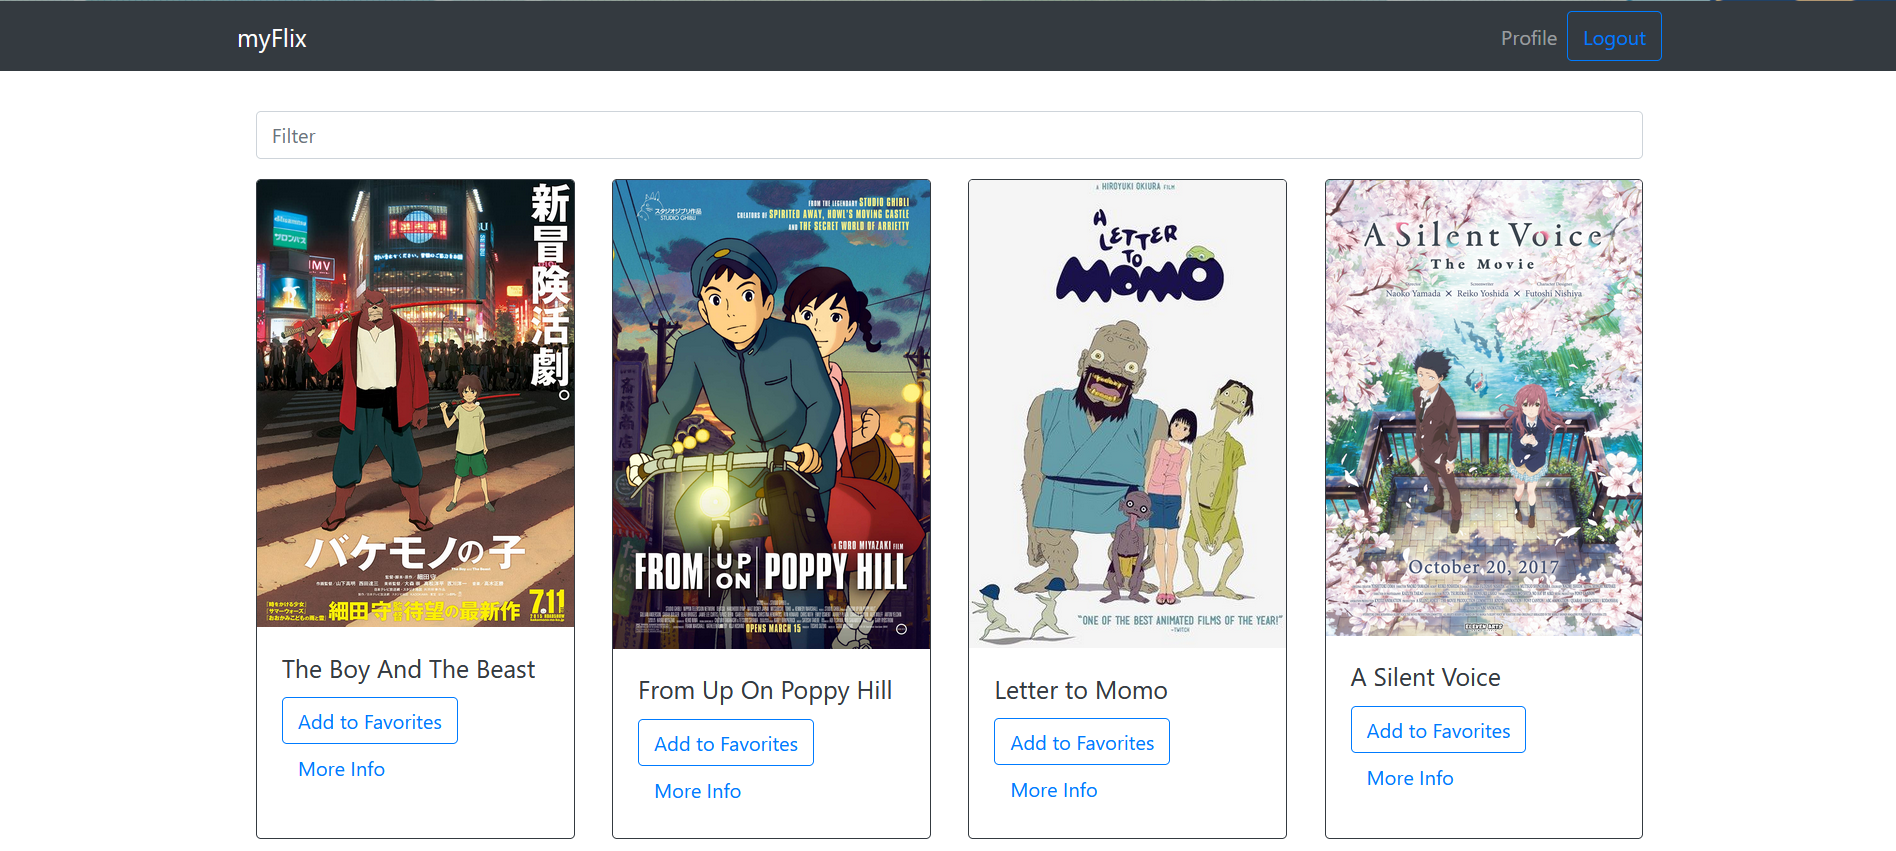 myFlix
Profile
Logout
Filter
新冒険活劇。
バケモノの子
細田守監督待望の最新作
7.11
The Boy And The Beast
Add to Favorites
More Info
スタジオジブリ作品
STUDIO GHIBLI
FROM THE LEGENDARY STUDIO GHIBLI
CREATORS OF SPIRITED AWAY, HOWL'S MOVING CASTLE
AND THE SECRET WORLD OF ARRIETTY
A GORO MIYAZAKI FILM
FROM UP ON POPPY HILL
OPENS MARCH 15
From Up On Poppy Hill
Add to Favorites
More Info
A HIROYUKI OKIURA FILM
A
LETTER
TO
MOMO
"ONE OF THE BEST ANIMATED FILMS OF THE YEAR!"
-TWITCH
Letter to Momo
Add to Favorites
More Info
A Silent Voice
The Movie
Naoko Yamada × Reiko Yoshida × Futoshi Nishiya
October 20, 2017
ELEVEN ARTS
A Silent Voice
Add to Favorites
More Info